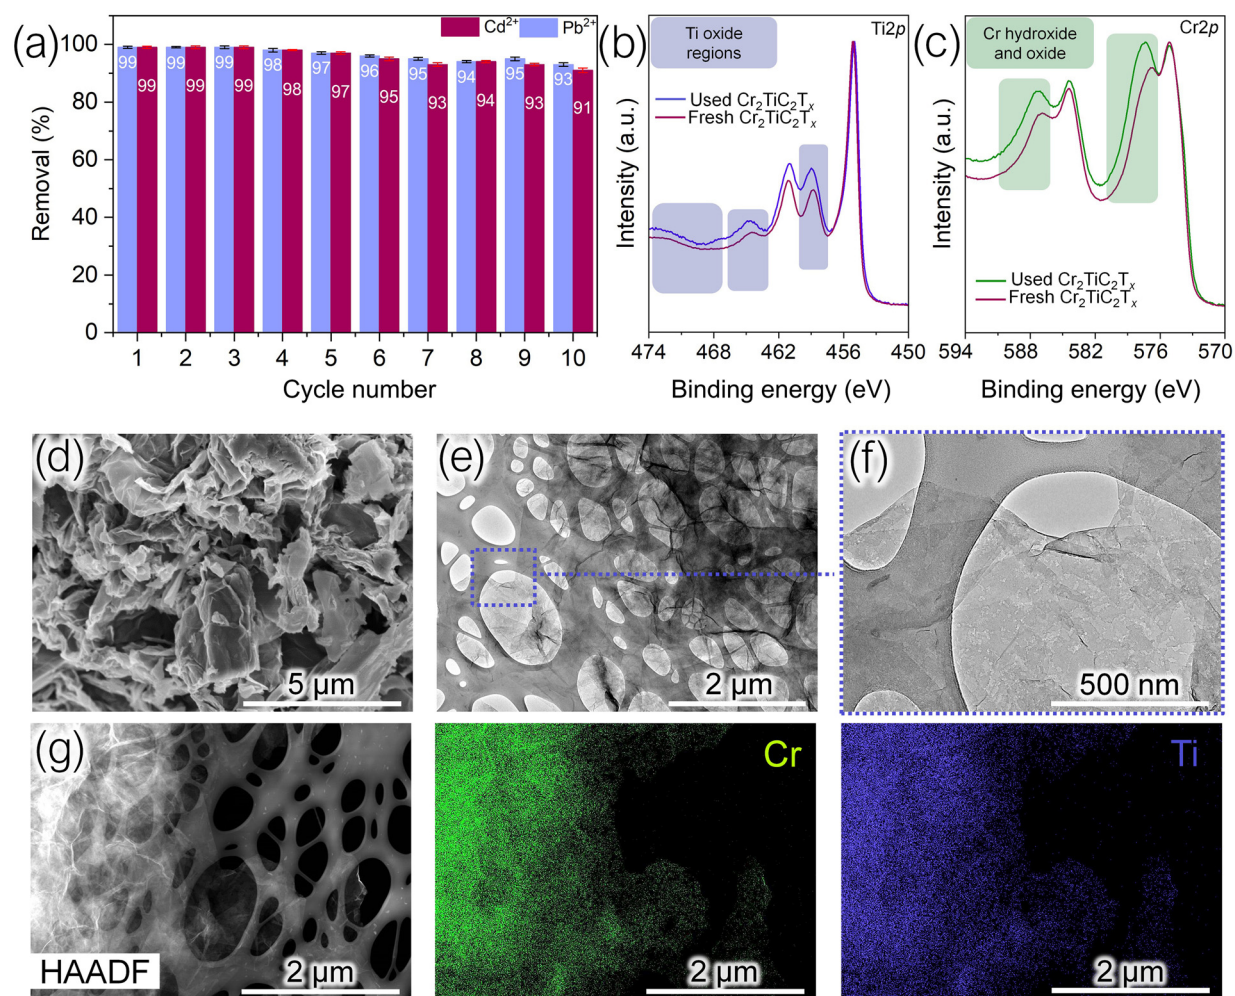 (a)
Cd²⁺ Pb²⁺
Removal (%)
100
80
60
40
20
0
99 99 99 98 97 96 95 94 95 93
99 99 99 98 97 95 93 94 93 91
1 2 3 4 5 6 7 8 9 10
Cycle number
(b)
Ti2p
Ti oxide
regions
Used Cr₂TiC₂Tₓ
Fresh Cr₂TiC₂Tₓ
Intensity (a.u.)
474 468 462 456 450
Binding energy (eV)
(c)
Cr2p
Cr hydroxide
and oxide
Intensity (a.u.)
Used Cr₂TiC₂Tₓ
Fresh Cr₂TiC₂Tₓ
594 588 582 576 570
Binding energy (eV)
(d)
5 µm
(e)
2 µm
(f)
500 nm
(g)
HAADF
2 µm
Cr
2 µm
Ti
2 µm